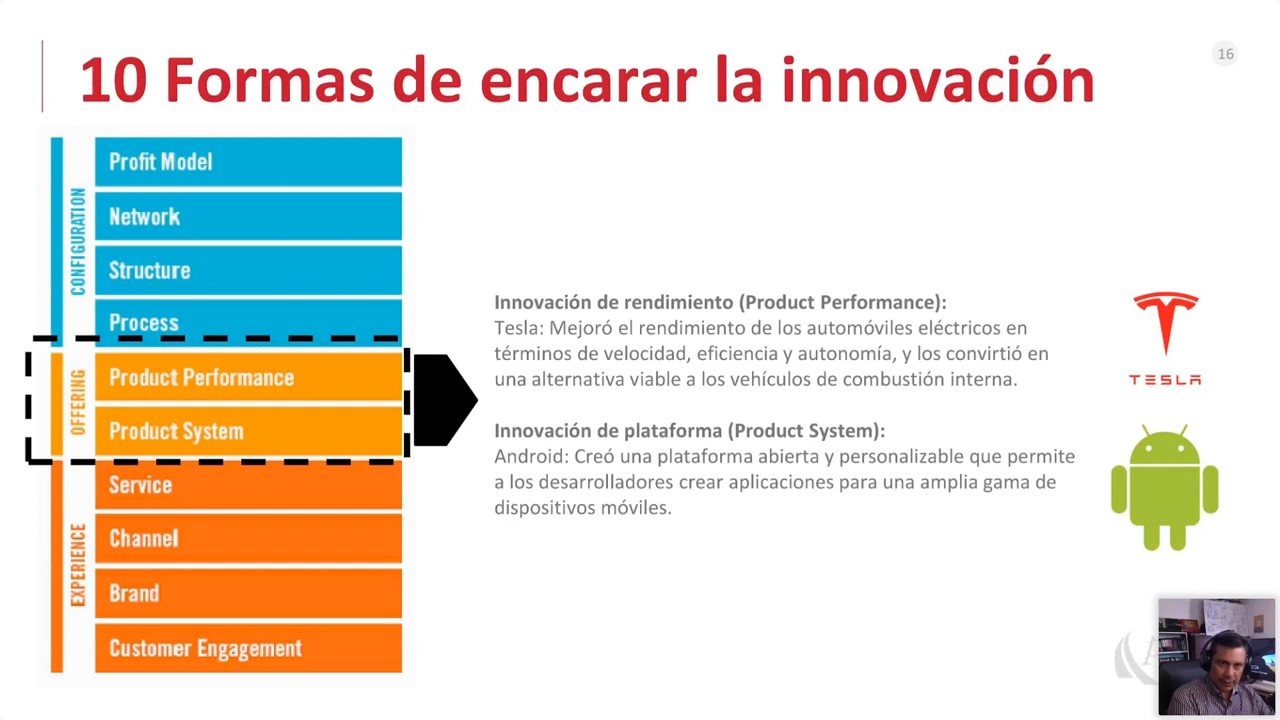 10 Formas de encarar la innovación
16
CONFIGURATION
Profit Model
Network
Structure
Process
OFFERING
Product Performance
Product System
EXPERIENCE
Service
Channel
Brand
Customer Engagement
Innovación de rendimiento (Product Performance):
Tesla: Mejoró el rendimiento de los automóviles eléctricos en
términos de velocidad, eficiencia y autonomía, y los convirtió en
una alternativa viable a los vehículos de combustión interna.
Innovación de plataforma (Product System):
Android: Creó una plataforma abierta y personalizable que permite
a los desarrolladores crear aplicaciones para una amplia gama de
dispositivos móviles.
TESLA